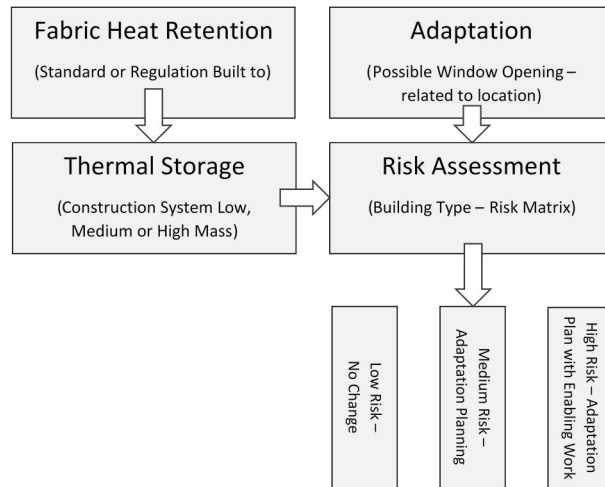 Fabric Heat Retention
(Standard or Regulation Built to)
Adaptation
(Possible Window Opening –
related to location)
Thermal Storage
(Construction System Low,
Medium or High Mass)
Risk Assessment
(Building Type – Risk Matrix)
Low Risk –
No Change
Medium Risk –
Adaptation Planning
High Risk – Adaptation
Plan with Enabling Work